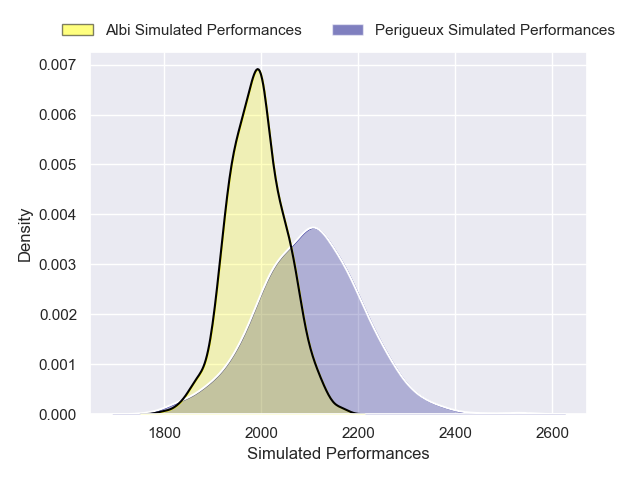 Albi Simulated Performances Perigueux Simulated Performances
0.007
0.006
0.005
0.004
0.003
0.002
0.001
0.000
Density
1800 2000 2200 2400 2600
Simulated Performances